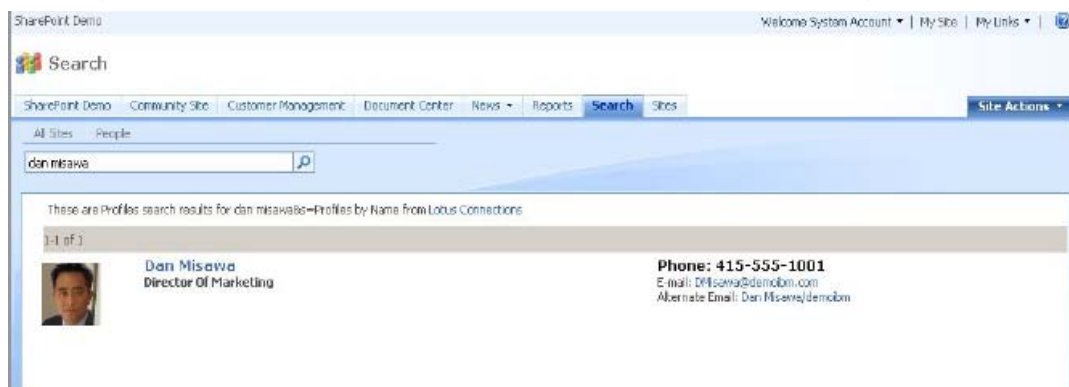 SharePoint Demo
Welcome System Account | My Site | My Links |
Search
SharePoint Demo Community Site Customer Management Document Center News Reports Search Sites Site Actions
All Sites People
dan misawa
These are Profiles search results for dan misawa&s=Profiles by Name from Lotus Connections
1-1 of 1
Dan Misawa
Director Of Marketing
Phone: 415-555-1001
E-mail: DMisawa@demoibm.com
Alternate Email: Dan Misawa/demoibm